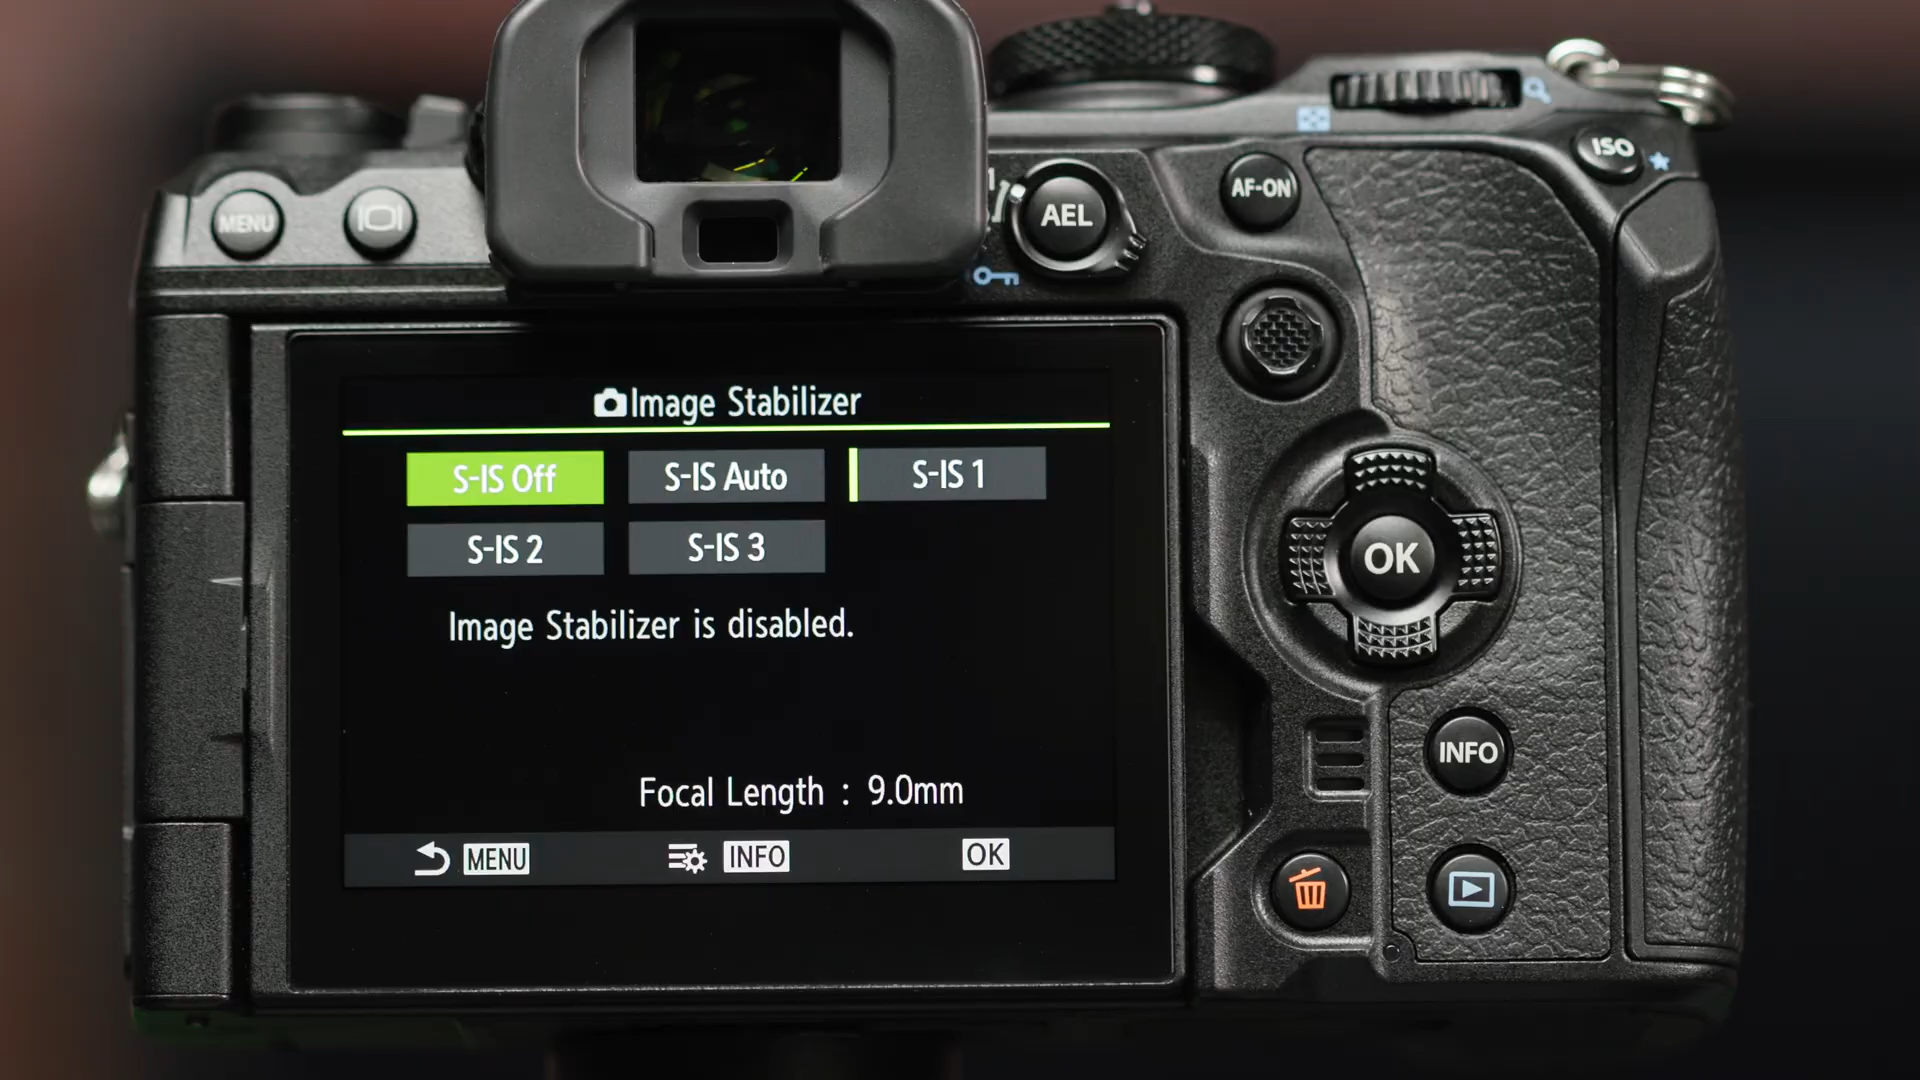 MENU
1
AEL
AF-ON
ISO
Image Stabilizer
S-IS Off
S-IS Auto
S-IS 1
S-IS 2
S-IS 3
Image Stabilizer is disabled.
Focal Length : 9.0mm
MENU
INFO
OK
OK
INFO